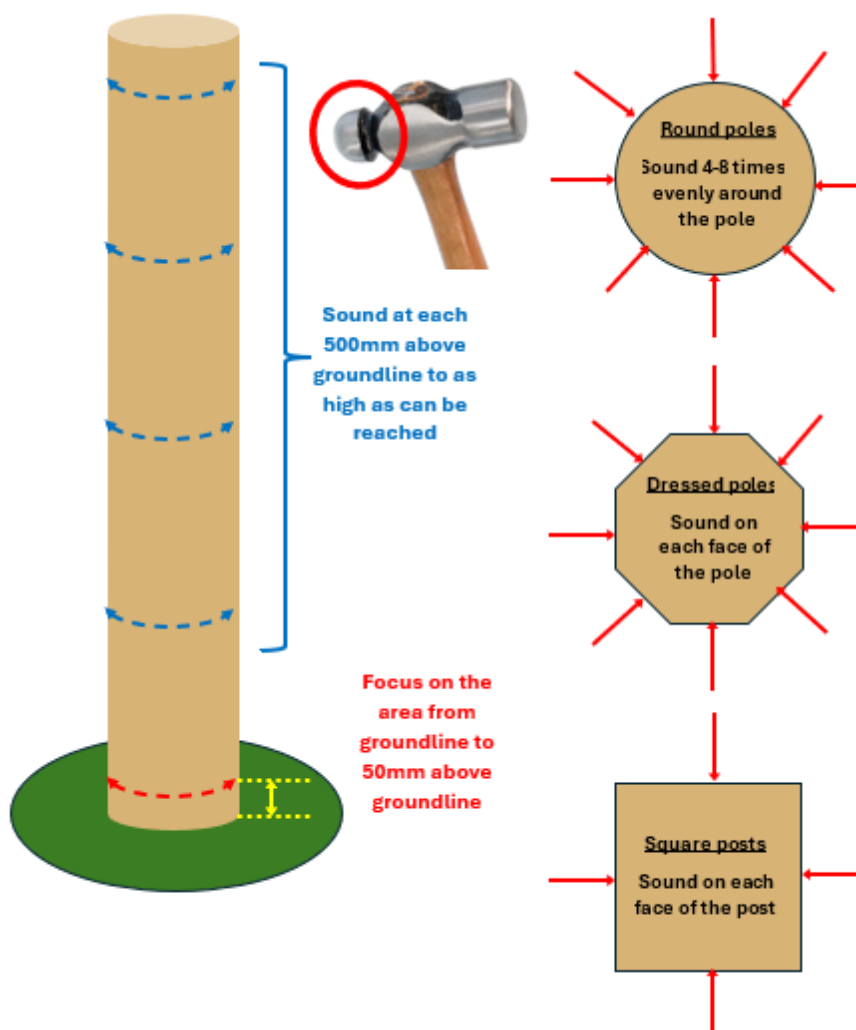 Round poles
Sound 4-8 times
evenly around
the pole
Sound at each
500mm above
groundline to as
high as can be
reached
Dressed poles
Sound on
each face of
the pole
Focus on the
area from
groundline to
50mm above
groundline
Square posts
Sound on each
face of the post